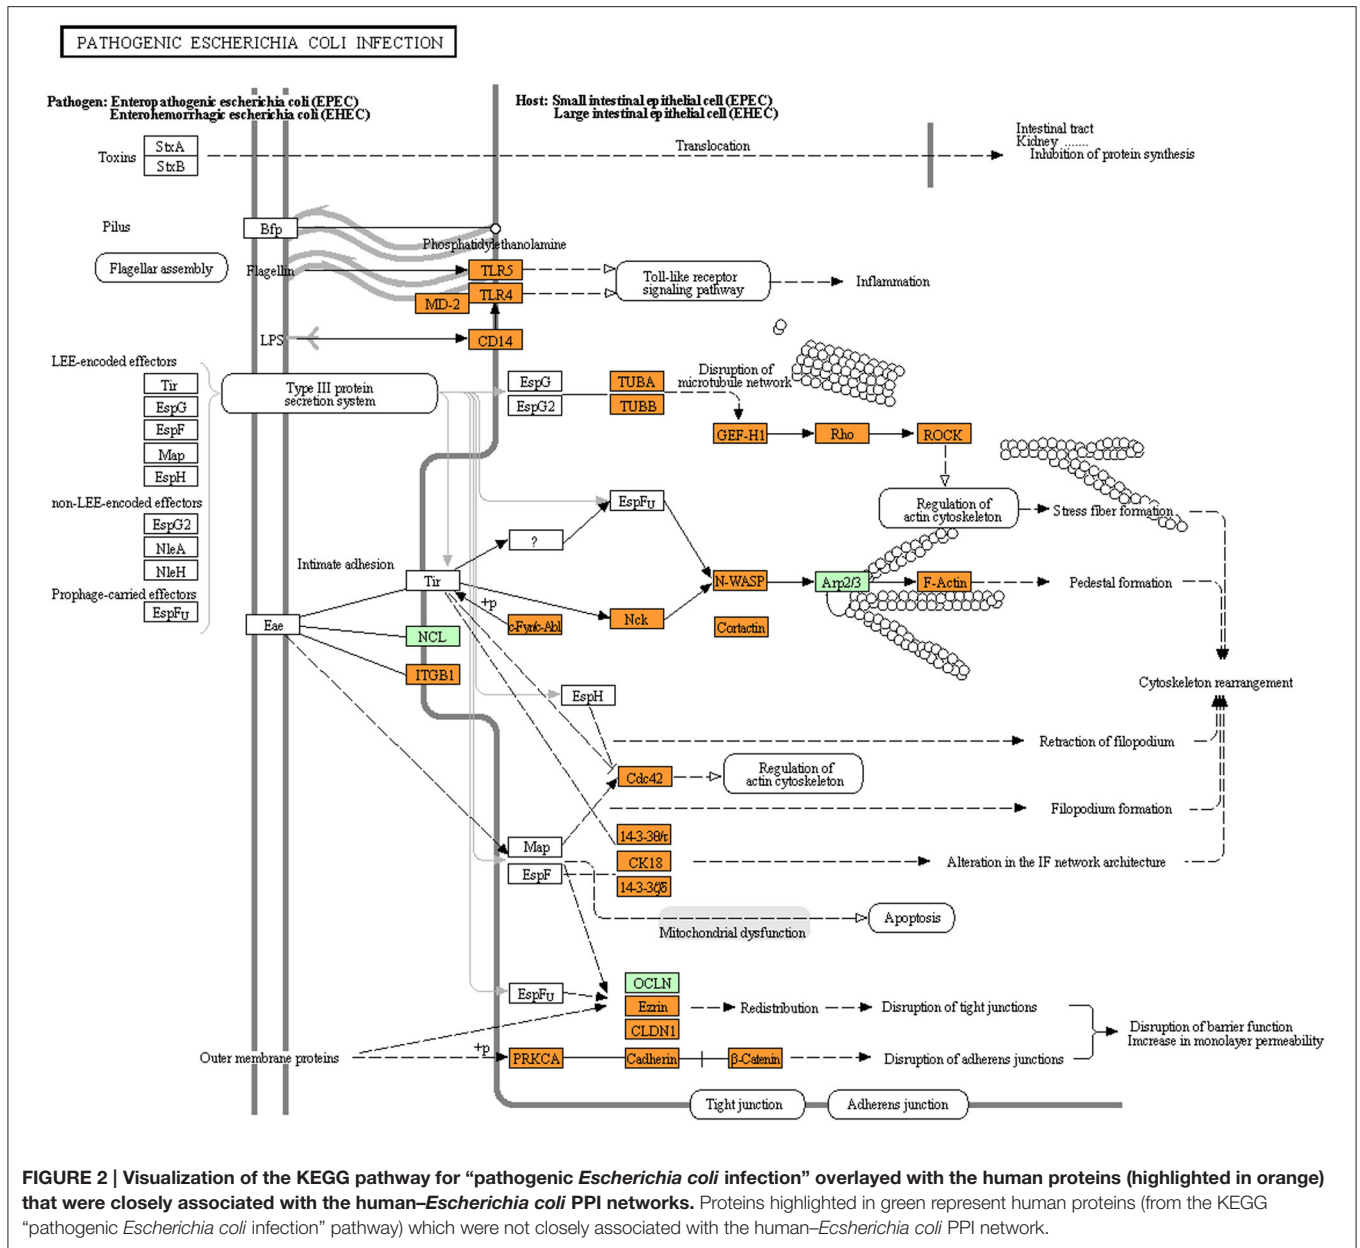 PATHOGENIC ESCHERICHIA COLI INFECTION
Pathogen: Enteropathogenic escherichia coli (EPEC)
Enterohemorrhagic escherichia coli (EHEC)
Host: Small intestinal epithelial cell (EPEC)
Large intestinal epithelial cell (EHEC)
Toxins
StxA
StxB
Translocation
Intestinal tract
Kidney .......
Inhibition of protein synthesis
Pilus
Bfp
Phosphatidylethanolamine
Flagellar assembly
Flagellin
TLR5
Toll-like receptor
signaling pathway
Inflammation
MD-2
TLR4
LPS
CD14
LEE-encoded effectors
Tir
EspG
EspF
Map
EspH
non-LEE-encoded effectors
EspG2
NleA
NleH
Prophage-carried effectors
EspFU
Type III protein
secretion system
EspG
EspG2
TUBA
TUBB
Disruption of
microtubule network
GEF-H1
Rho
ROCK
Regulation of
actin cytoskeleton
Stress fiber formation
EspFU
?
Intimate adhesion
Tir
+p
c-Fyn/c-Abl
Nck
N-WASP
Cortactin
Arp2/3
F-Actin
Pedestal formation
Eae
NCL
ITGB1
Cytoskeleton rearrangement
EspH
Retraction of filopodium
Cdc42
Regulation of
actin cytoskeleton
Filopodium formation
Map
EspF
14-3-3θ/τ
CK18
14-3-3ζ/δ
Alteration in the IF network architecture
Mitochondrial dysfunction
Apoptosis
EspFU
OCLN
Ezrin
CLDN1
Redistribution
Disruption of tight junctions
Disruption of barrier function
Increase in monolayer permeability
Outer membrane proteins
+p
PRKCA
Cadherin
β-Catenin
Disruption of adherens junctions
Tight junction
Adherens junction
FIGURE 2 | Visualization of the KEGG pathway for “pathogenic Escherichia coli infection” overlayed with the human proteins (highlighted in orange)
that were closely associated with the human–Escherichia coli PPI networks. Proteins highlighted in green represent human proteins (from the KEGG
“pathogenic Escherichia coli infection” pathway) which were not closely associated with the human–Ecsherichia coli PPI network.